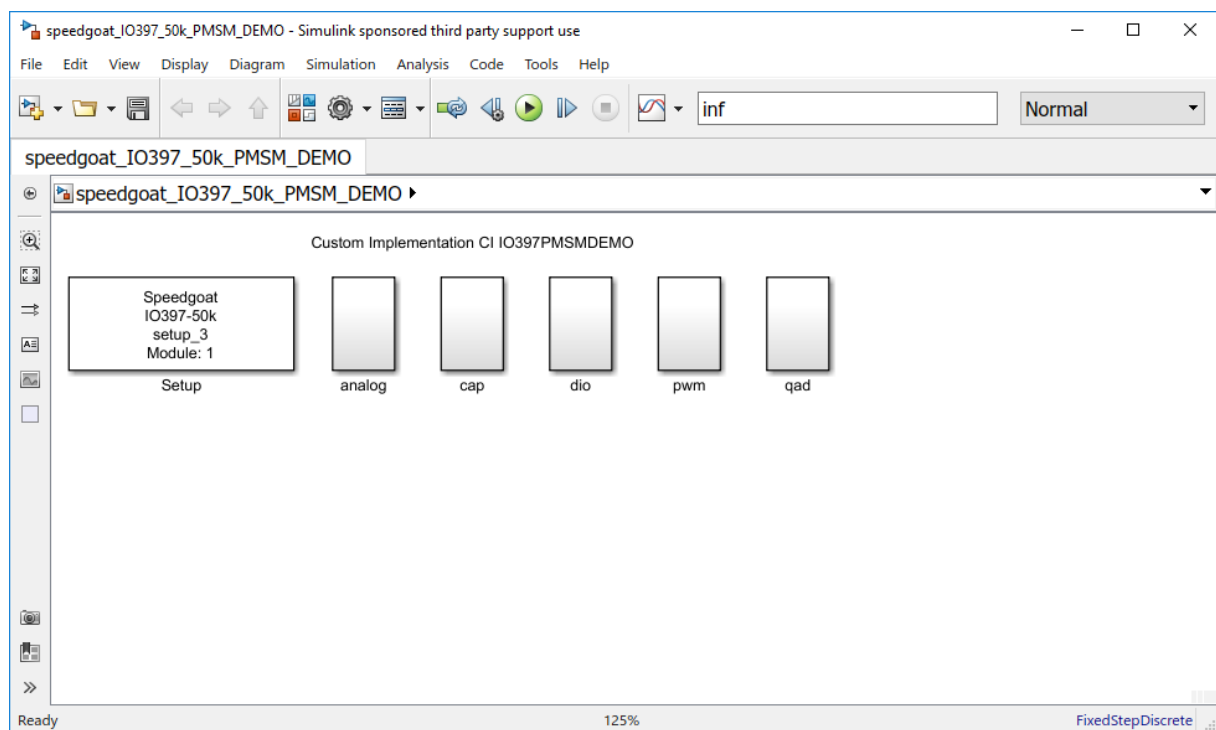 speedgoat_IO397_50k_PMSM_DEMO - Simulink sponsored third party support use
File Edit View Display Diagram Simulation Analysis Code Tools Help
inf Normal
speedgoat_IO397_50k_PMSM_DEMO
speedgoat_IO397_50k_PMSM_DEMO
Custom Implementation CI IO397PMSMDEMO
Speedgoat
IO397-50k
setup_3
Module: 1
Setup analog cap dio pwm qad
Ready 125% FixedStepDiscrete